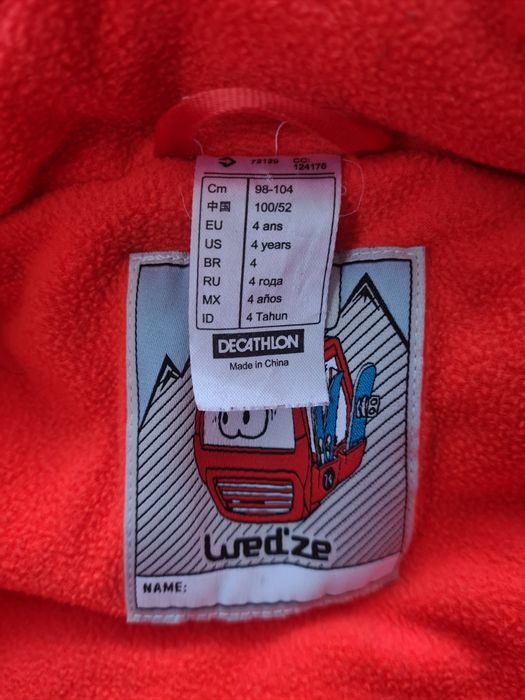 72129 CC:
124176
Cm 98-104
中国 100/52
EU 4 ans
US 4 years
BR 4
RU 4 года
MX 4 años
ID 4 Tahun
DECATHLON
Made in China
Wed'ze
NAME: